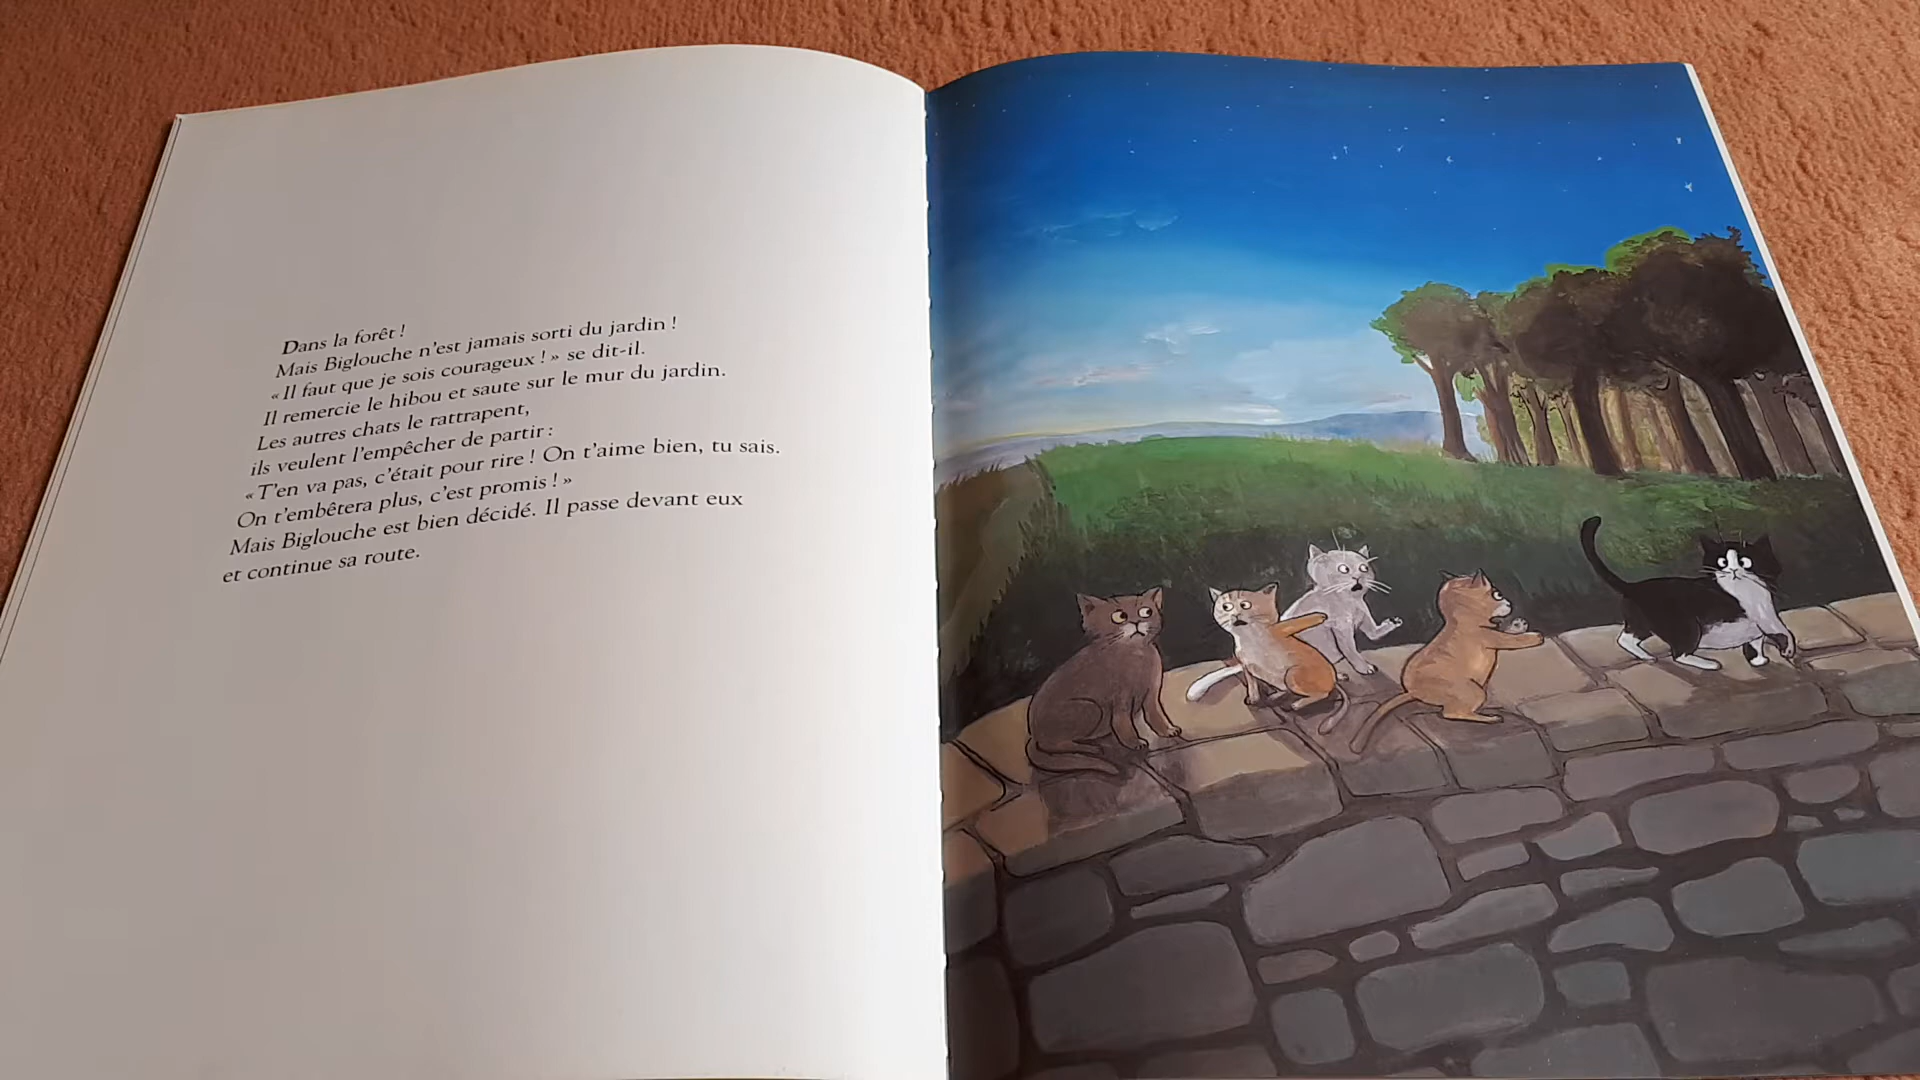 Dans la forêt !
Mais Biglouche n'est jamais sorti du jardin !
« Il faut que je sois courageux ! » se dit-il.
Il remercie le hibou et saute sur le mur du jardin.
Les autres chats le rattrapent,
ils veulent l'empêcher de partir :
« T'en va pas, c'était pour rire ! On t'aime bien, tu sais.
On t'embêtera plus, c'est promis ! »
Mais Biglouche est bien décidé. Il passe devant eux
et continue sa route.